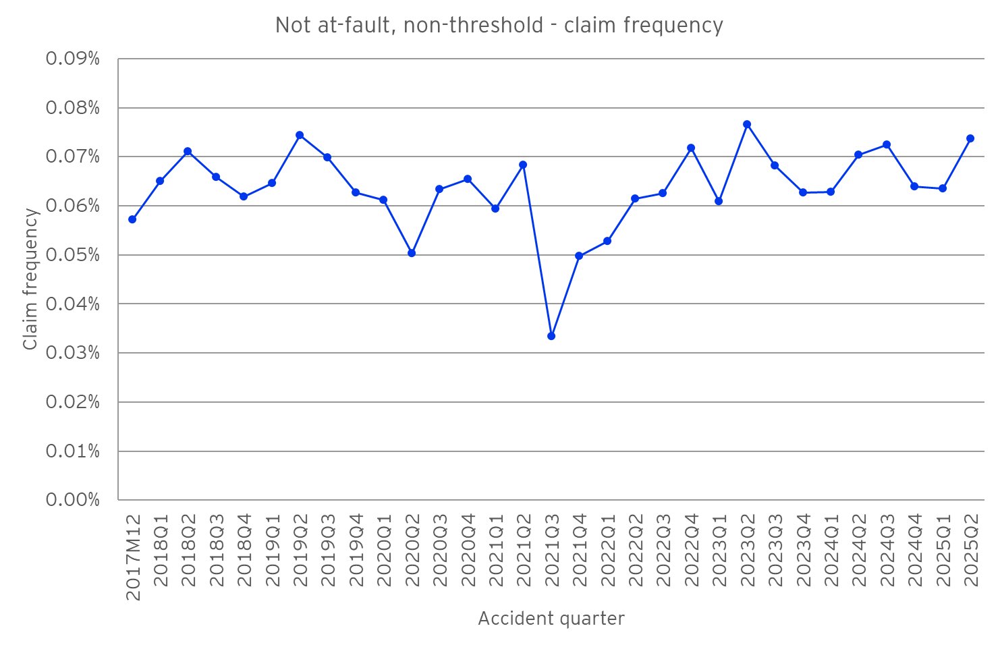 Not at-fault, non-threshold - claim frequency
0.09%
0.08%
0.07%
0.06%
0.05%
0.04%
0.03%
0.02%
0.01%
0.00%
Claim frequency
2017M12
2018Q1
2018Q2
2018Q3
2018Q4
2019Q1
2019Q2
2019Q3
2019Q4
2020Q1
2020Q2
2020Q3
2020Q4
2021Q1
2021Q2
2021Q3
2021Q4
2022Q1
2022Q2
2022Q3
2022Q4
2023Q1
2023Q2
2023Q3
2023Q4
2024Q1
2024Q2
2024Q3
2024Q4
2025Q1
2025Q2
Accident quarter